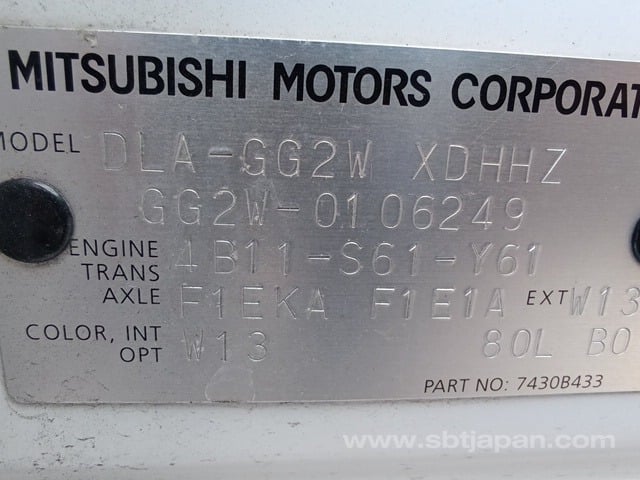 MITSUBISHI MOTORS CORPORAT
MODEL DLA-GG2W XDHHZ
GG2W-0106249
ENGINE 4B11-S61-Y61
TRANS
AXLE F1EKA F1E1A EXT W13
COLOR, INT
OPT W13 80L B0
PART NO: 7430B433
www.sbtjapan.com